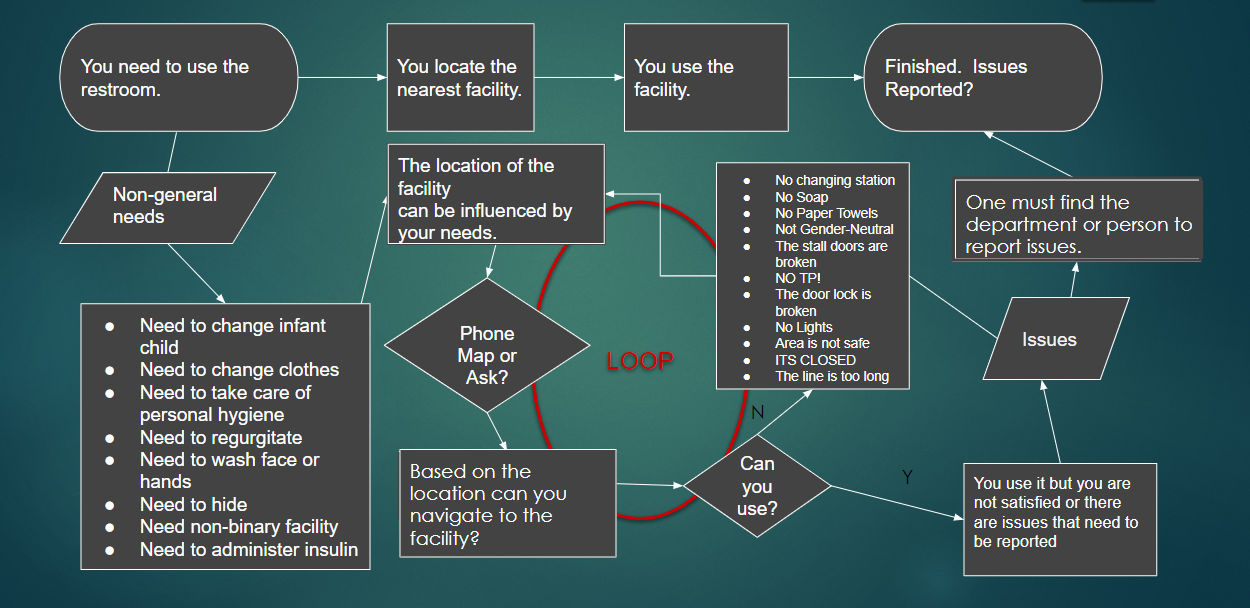 You need to use the
restroom.
You locate the
nearest facility.
You use the
facility.
Finished.  Issues
Reported?
Non-general
needs
The location of the
facility
can be influenced by
your needs.
● No changing station
● No Soap
● No Paper Towels
● Not Gender-Neutral
● The stall doors are
broken
● NO TP!
● The door lock is
broken
● No Lights
● Area is not safe
● ITS CLOSED
● The line is too long
One must find the
department or person to
report issues.
● Need to change infant
child
● Need to change clothes
● Need to take care of
personal hygiene
● Need to regurgitate
● Need to wash face or
hands
● Need to hide
● Need non-binary facility
● Need to administer insulin
Phone
Map or
Ask?
LOOP
Issues
N
Based on the
location can you
navigate to the
facility?
Can
you
use?
Y
You use it but you are
not satisfied or there
are issues that need to
be reported